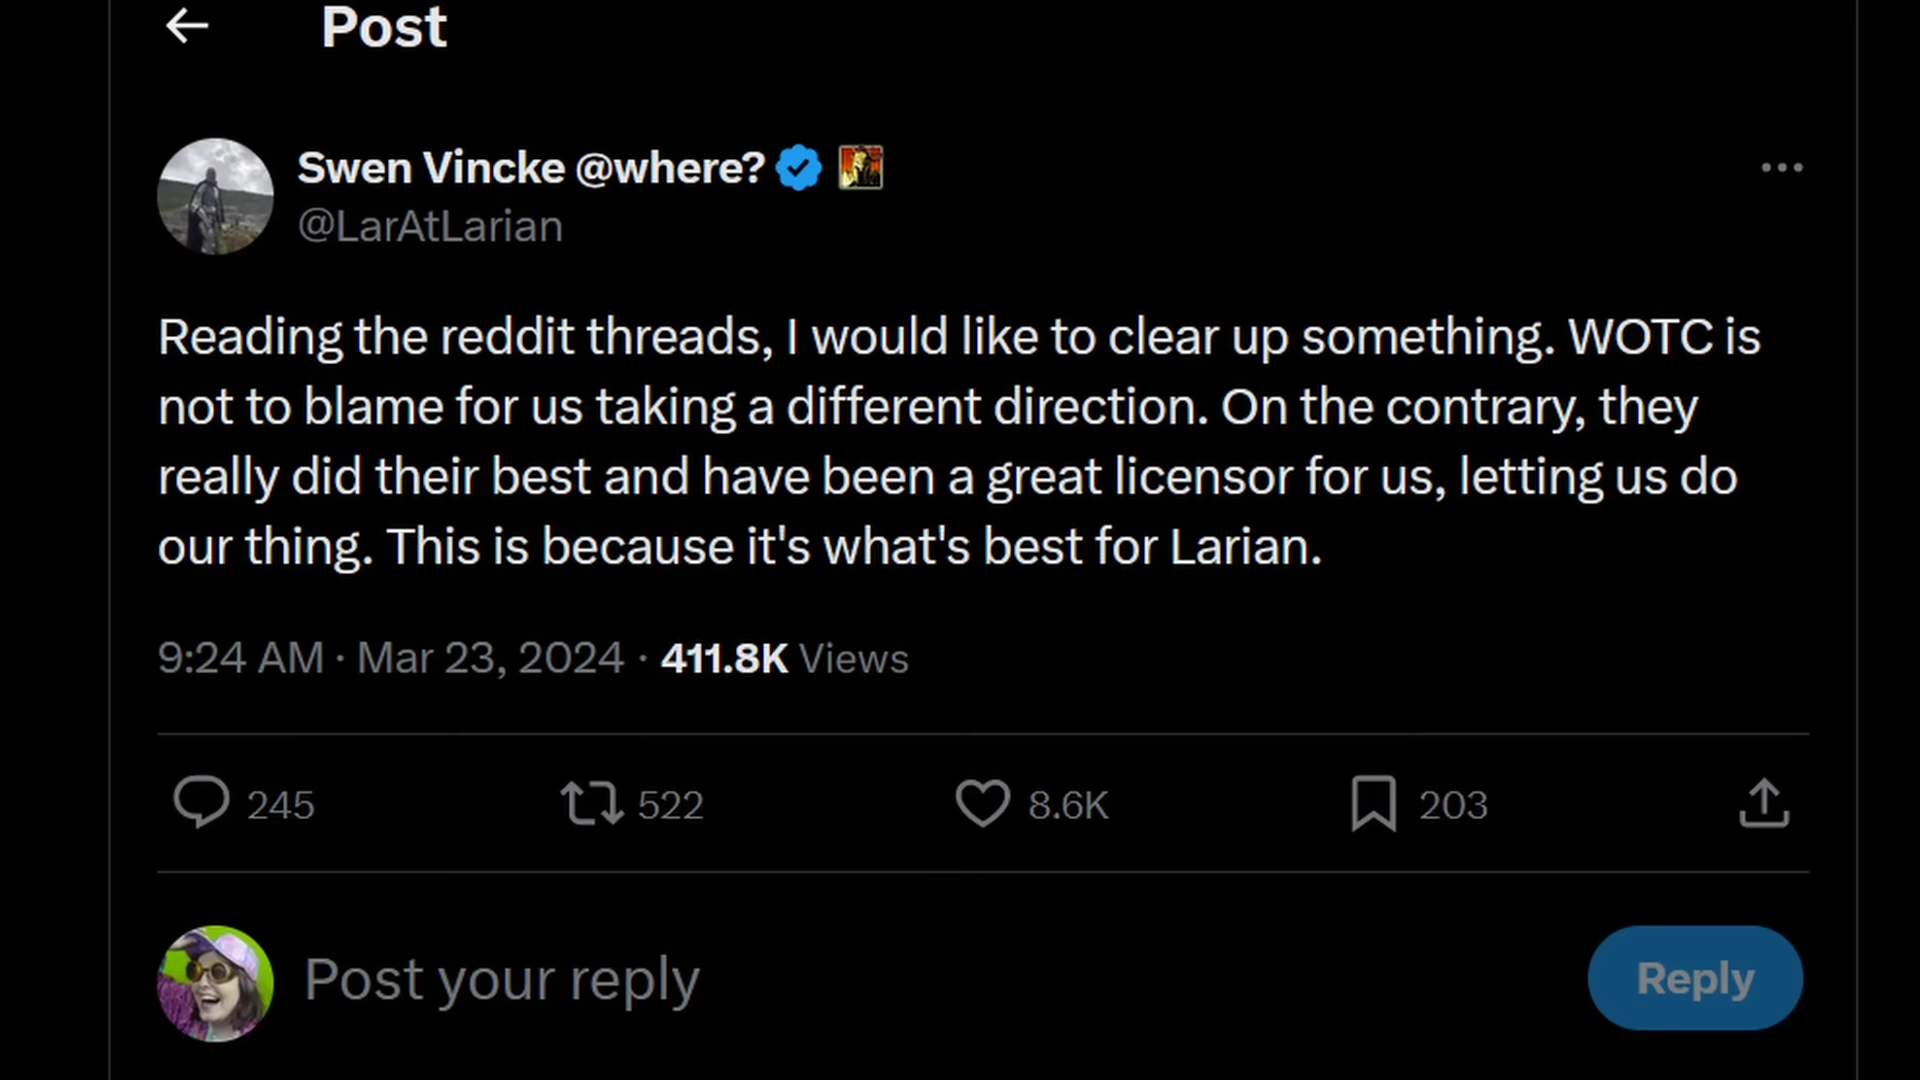 Post
Swen Vincke @where?
@LarAtLarian
Reading the reddit threads, I would like to clear up something. WOTC is
not to blame for us taking a different direction. On the contrary, they
really did their best and have been a great licensor for us, letting us do
our thing. This is because it's what's best for Larian.
9:24 AM · Mar 23, 2024 · 411.8K Views
245 522 8.6K 203
Post your reply Reply